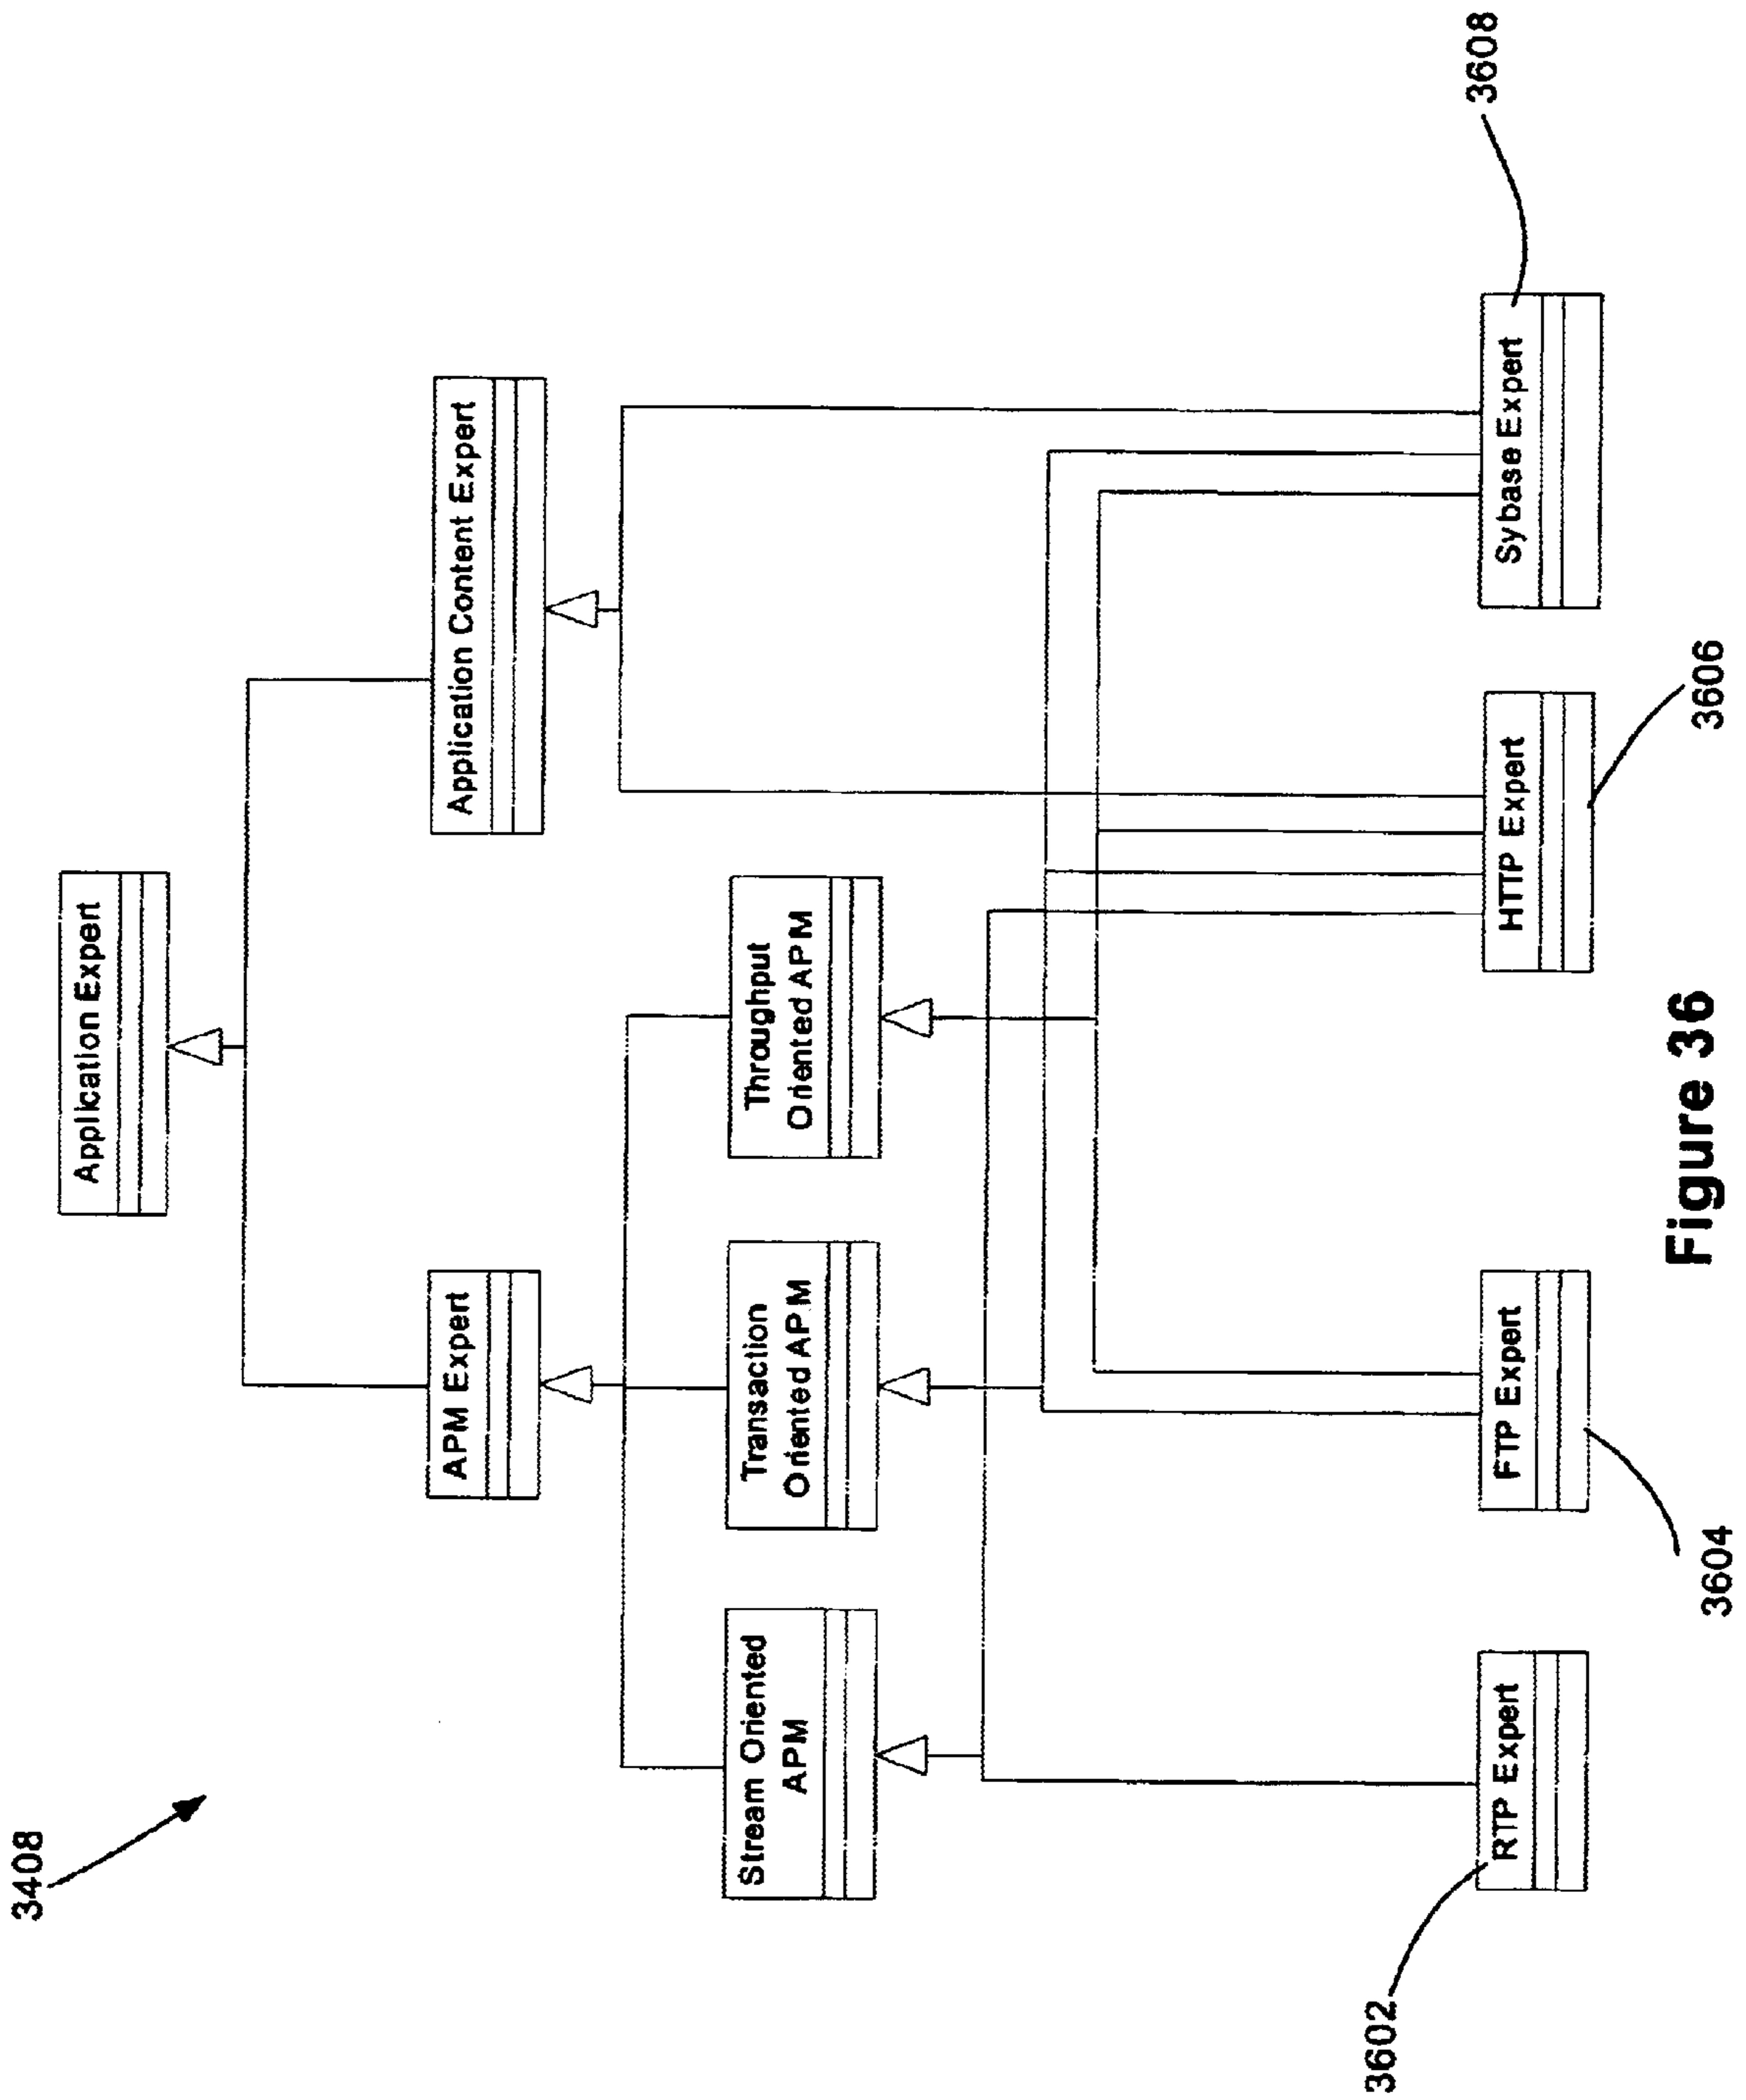 3408
Application Expert
APM Expert
Application Content Expert
Stream Oriented
APM
Transaction
Oriented APM
Throughput
Oriented APM
RTP Expert
FTP Expert
HTTP Expert
Sybase Expert
3602
3604
3606
3608
Figure 36